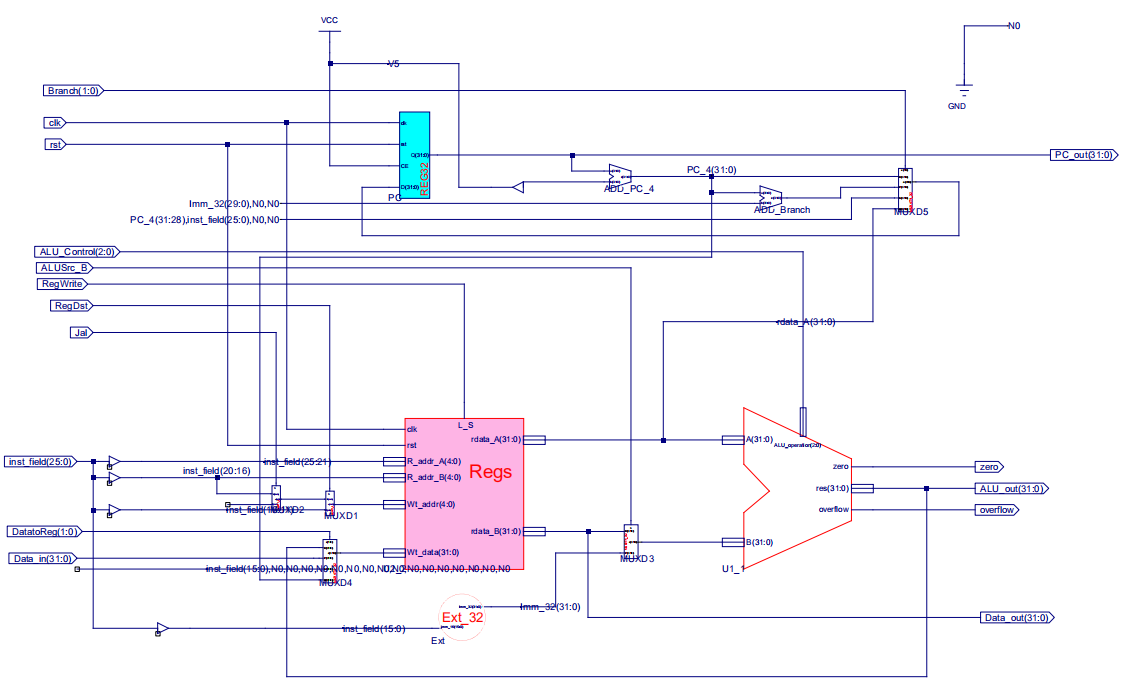 VCC
N0
V5
GND
Branch(1:0)
clk
rst
clk
rst
CE
D(31:0)
Q(31:0)
REG32
PC
PC_out(31:0)
ADD_PC_4
PC_4(31:0)
ADD_Branch
MUXD5
Imm_32(29:0),N0,N0
PC_4(31:28),inst_field(25:0),N0,N0
ALU_Control(2:0)
ALUSrc_B
RegWrite
RegDst
Jal
rdata_A(31:0)
L_S
clk
rst
R_addr_A(4:0)
R_addr_B(4:0)
Wt_addr(4:0)
Wt_data(31:0)
rdata_A(31:0)
rdata_B(31:0)
Regs
A(31:0)
ALU_operation(2:0)
zero
res(31:0)
overflow
B(31:0)
U1_1
zero
ALU_out(31:0)
overflow
inst_field(25:0)
inst_field(25:21)
inst_field(20:16)
MUXD1
DatatoReg(1:0)
Data_in(31:0)
MUXD3
MUXD4
Imm_32(31:0)
Ext_32
Ext
inst_field(15:0)
Data_out(31:0)